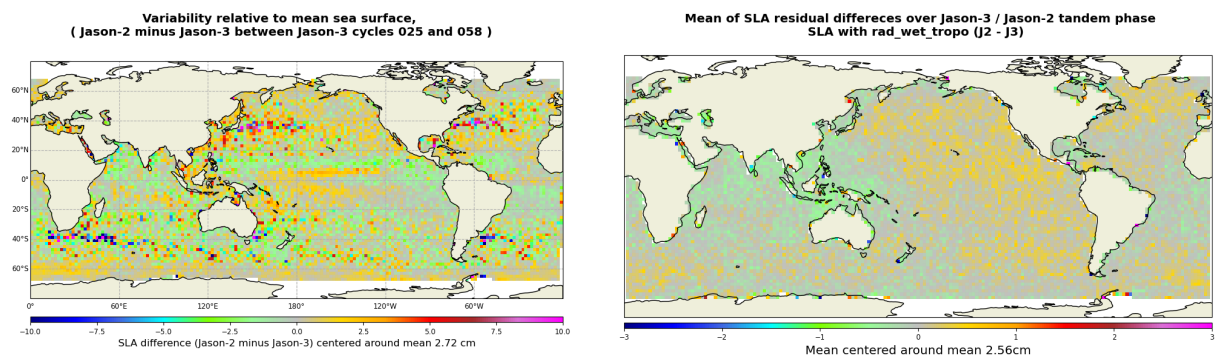 Variability relative to mean sea surface,
( Jason-2 minus Jason-3 between Jason-3 cycles 025 and 058 )
60°N
40°N
20°N
0°
20°S
40°S
60°S
0° 60°E 120°E 180° 120°W 60°W
-10.0 -7.5 -5.0 -2.5 0.0 2.5 5.0 7.5 10.0
SLA difference (Jason-2 minus Jason-3) centered around mean 2.72 cm
Mean of SLA residual differeces over Jason-3 / Jason-2 tandem phase
SLA with rad_wet_tropo (J2 - J3)
−3 −2 −1 0 1 2 3
Mean centered around mean 2.56cm